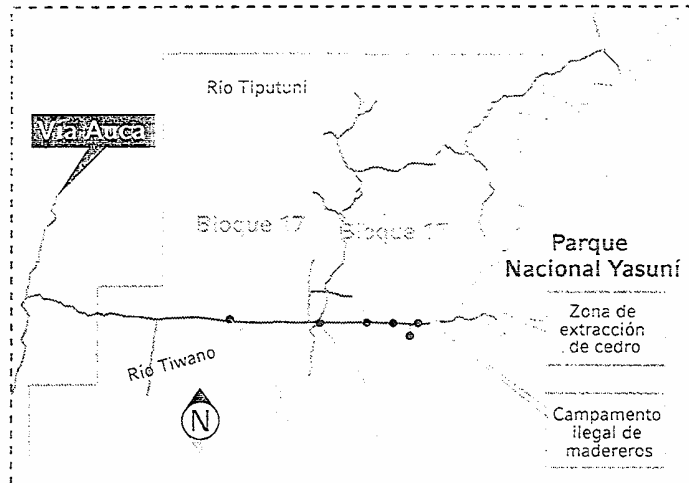 Río Tiputuni
Vía Auca
Bloque 17
Bloque 17
Parque
Nacional Yasuní
Zona de
extracción
de cedro
Río Tiwano
N
Campamento
ilegal de
madereros